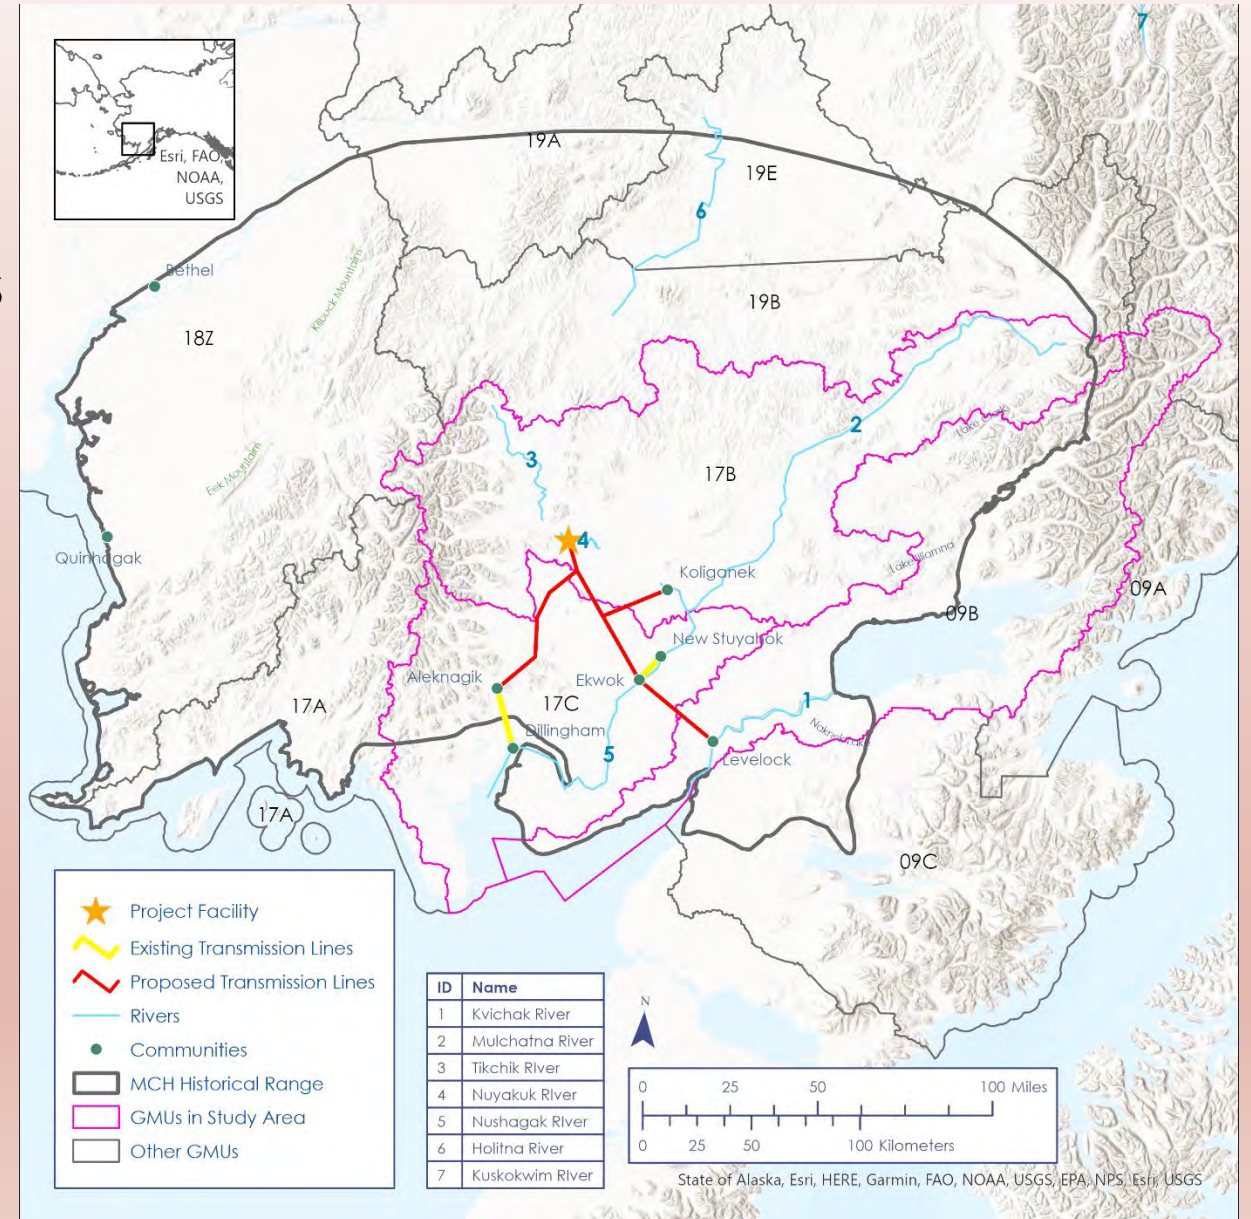 7
Esri, FAO,
NOAA,
USGS
19A
19E
6
Bethel
Kilbuck Mountains
19B
18Z
2
Lake Clark
3
17B
Eek Mountains
4
Quinhagak
Lake Iliamna
Koliganek
09A
09B
New Stuyahok
Aleknagik
Ekwok
17C
1
17A
Dillingham
Naknek Lake
5
Levelock
17A
09C
Project Facility
Existing Transmission Lines
Proposed Transmission Lines
Rivers
Communities
MCH Historical Range
GMUs in Study Area
Other GMUs
ID Name
1 Kvichak River
2 Mulchatna River
3 Tikchik River
4 Nuyakuk River
5 Nushagak River
6 Holitna River
7 Kuskokwim River
N
0 25 50 100 Miles
0 25 50 100 Kilometers
State of Alaska, Esri, HERE, Garmin, FAO, NOAA, USGS, EPA, NPS, Esri, USGS